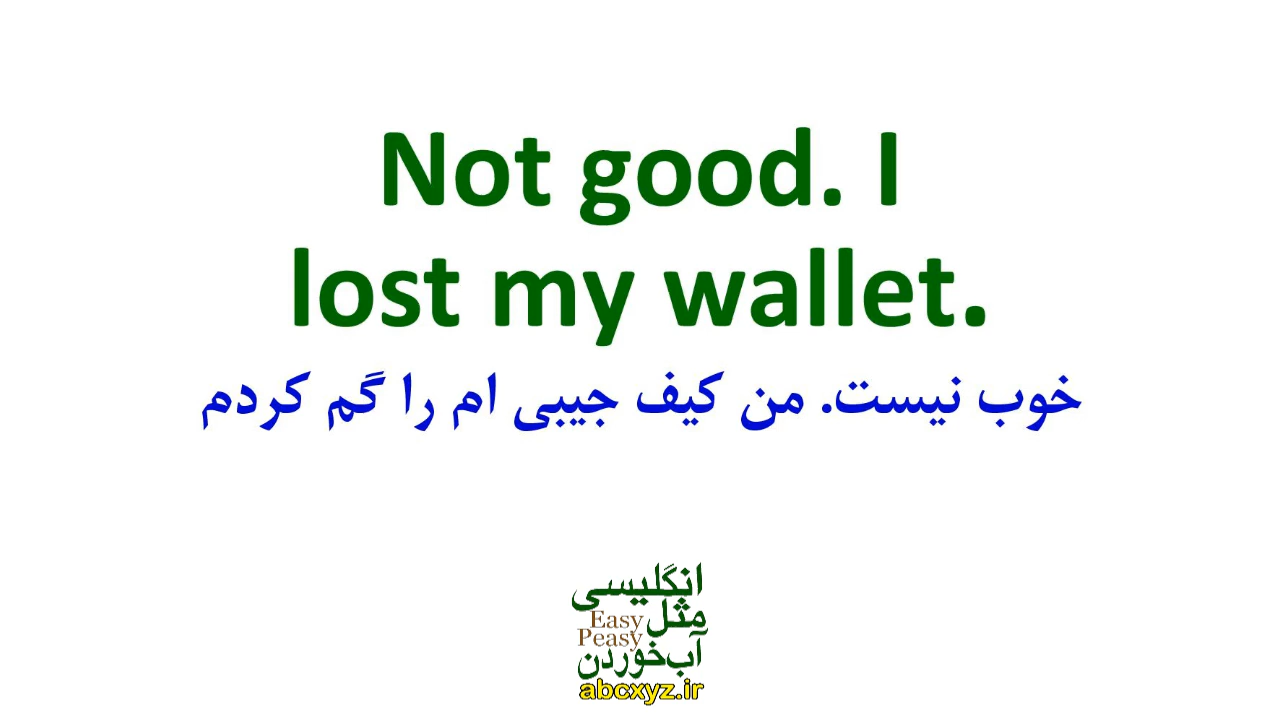 Not good. I
lost my wallet.
خوب نیست. من کیف جیبی ام را گم کردم
انگلیسی
مثل
Easy
Peasy
آب‌خوردن
abcxyz.ir